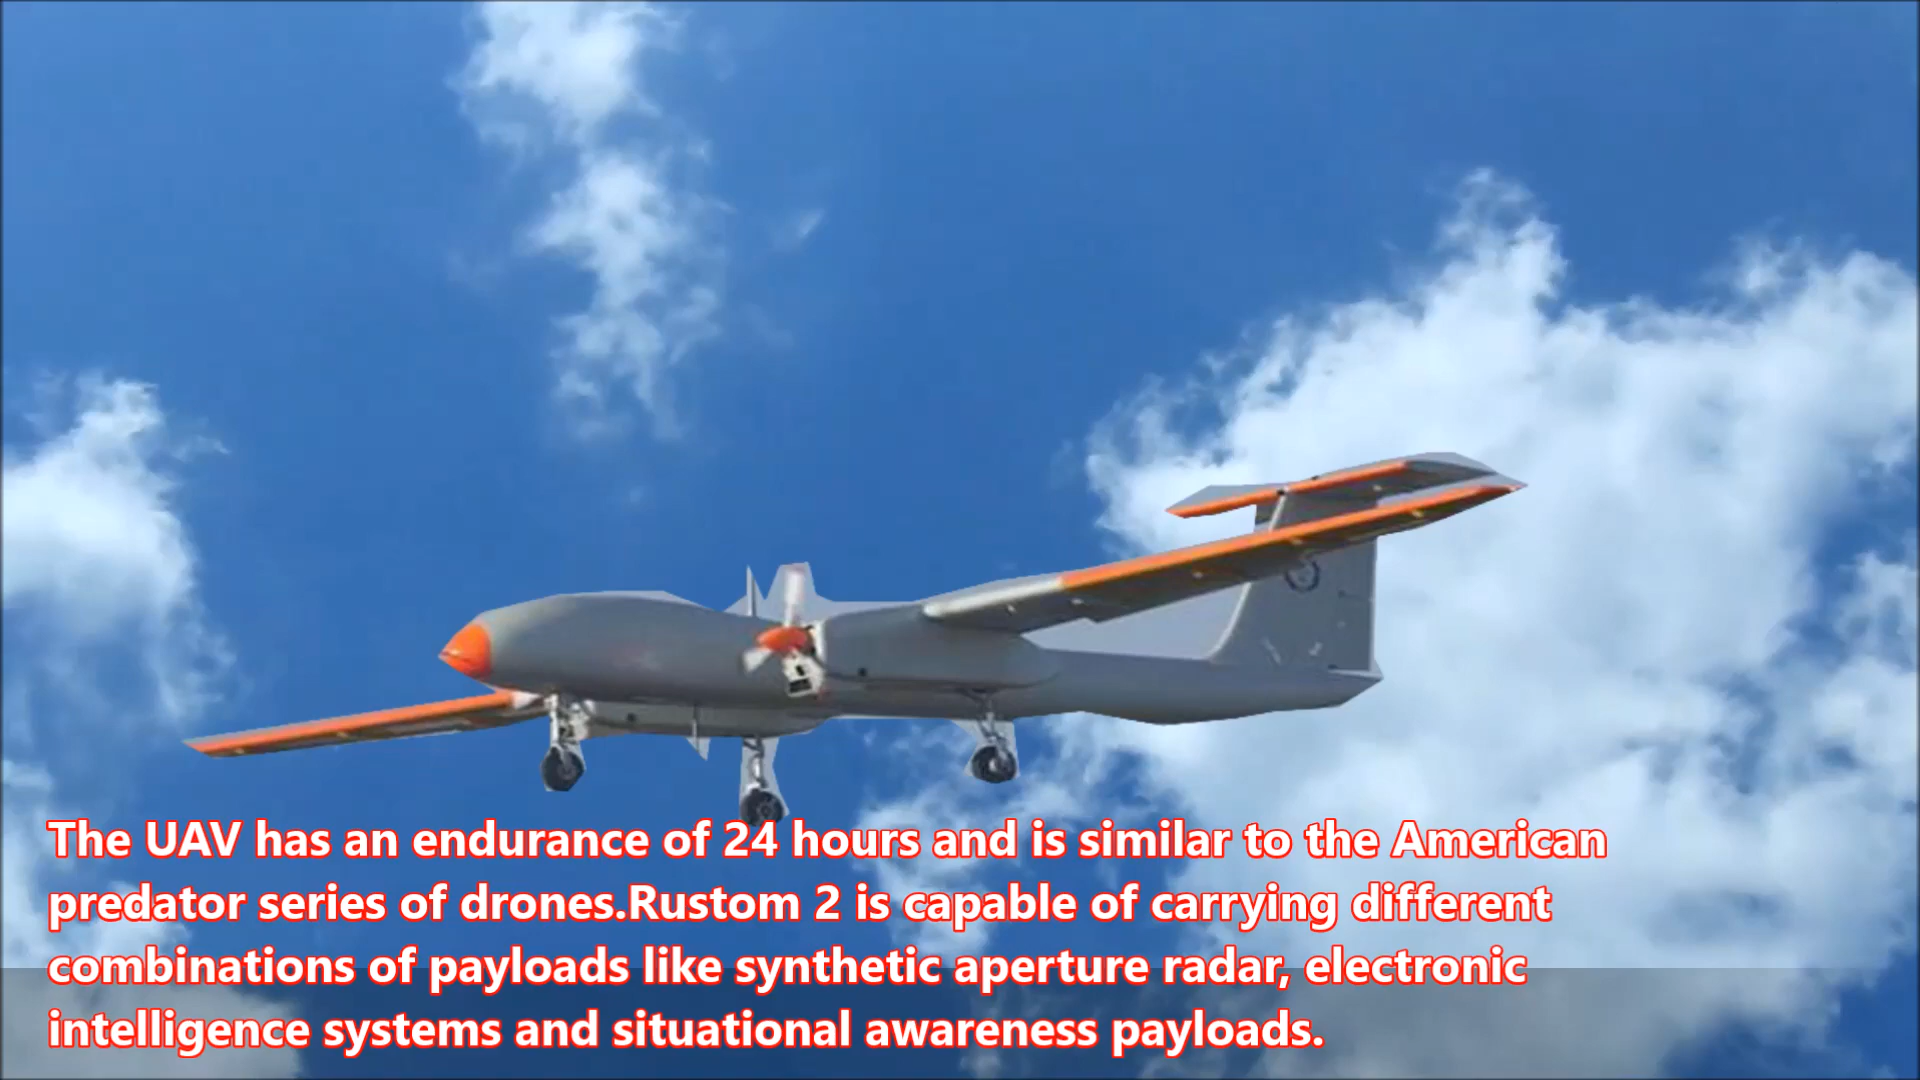 The UAV has an endurance of 24 hours and is similar to the American
predator series of drones.Rustom 2 is capable of carrying different
combinations of payloads like synthetic aperture radar, electronic
intelligence systems and situational awareness payloads.